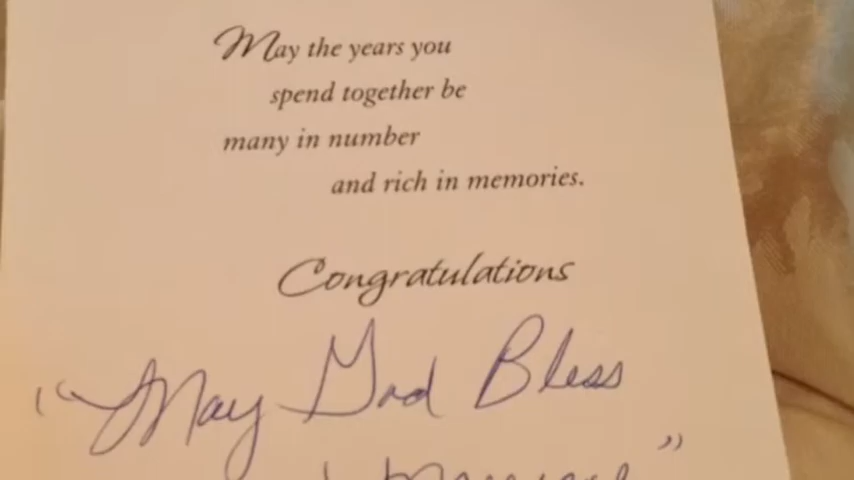 May the years you
spend together be
many in number
and rich in memories.
Congratulations
"May God Bless
"